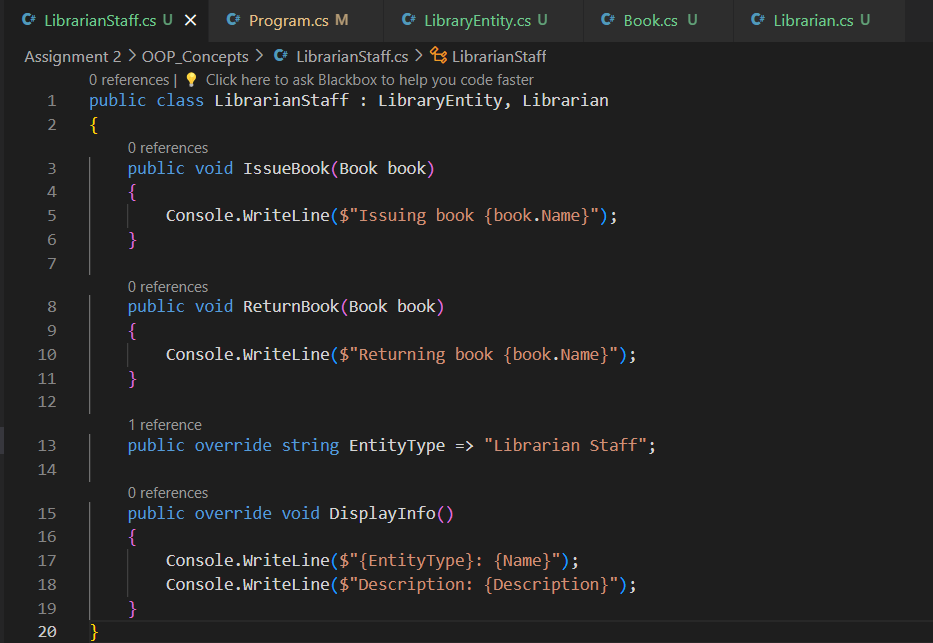 C# LibrarianStaff.cs U × C# Program.cs M C# LibraryEntity.cs U C# Book.cs U C# Librarian.cs U
Assignment 2 > OOP_Concepts > C# LibrarianStaff.cs > LibrarianStaff
0 references | 💡 Click here to ask Blackbox to help you code faster
1 public class LibrarianStaff : LibraryEntity, Librarian
2 {
0 references
3 public void IssueBook(Book book)
4 {
5 Console.WriteLine($"Issuing book {book.Name}");
6 }
7
0 references
8 public void ReturnBook(Book book)
9 {
10 Console.WriteLine($"Returning book {book.Name}");
11 }
12
1 reference
13 public override string EntityType => "Librarian Staff";
14
0 references
15 public override void DisplayInfo()
16 {
17 Console.WriteLine($"{EntityType}: {Name}");
18 Console.WriteLine($"Description: {Description}");
19 }
20 }